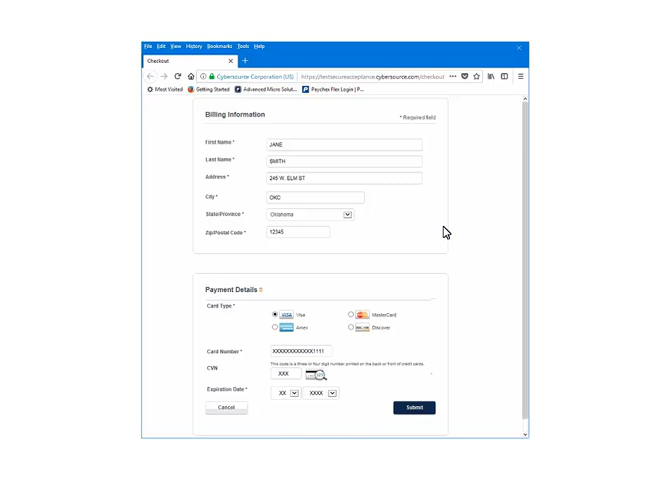 File Edit View History Bookmarks Tools Help
Checkout
Cybersource Corporation (US) https://testsecureacceptance.cybersource.com/checkout
Most Visited Getting Started Advanced Micro Solut... Paychex Flex Login | P...
Billing Information
* Required field
First Name * JANE
Last Name * SMITH
Address * 245 W. ELM ST
City * OKC
State/Province * Oklahoma
Zip/Postal Code * 12345
Payment Details
Card Type *
VISA Visa MasterCard
Amex Discover
Card Number * XXXXXXXXXXXX1111
This code is a three or four digit number printed on the back or front of credit cards.
CVN XXX
Expiration Date * XX XXXX
Cancel Submit